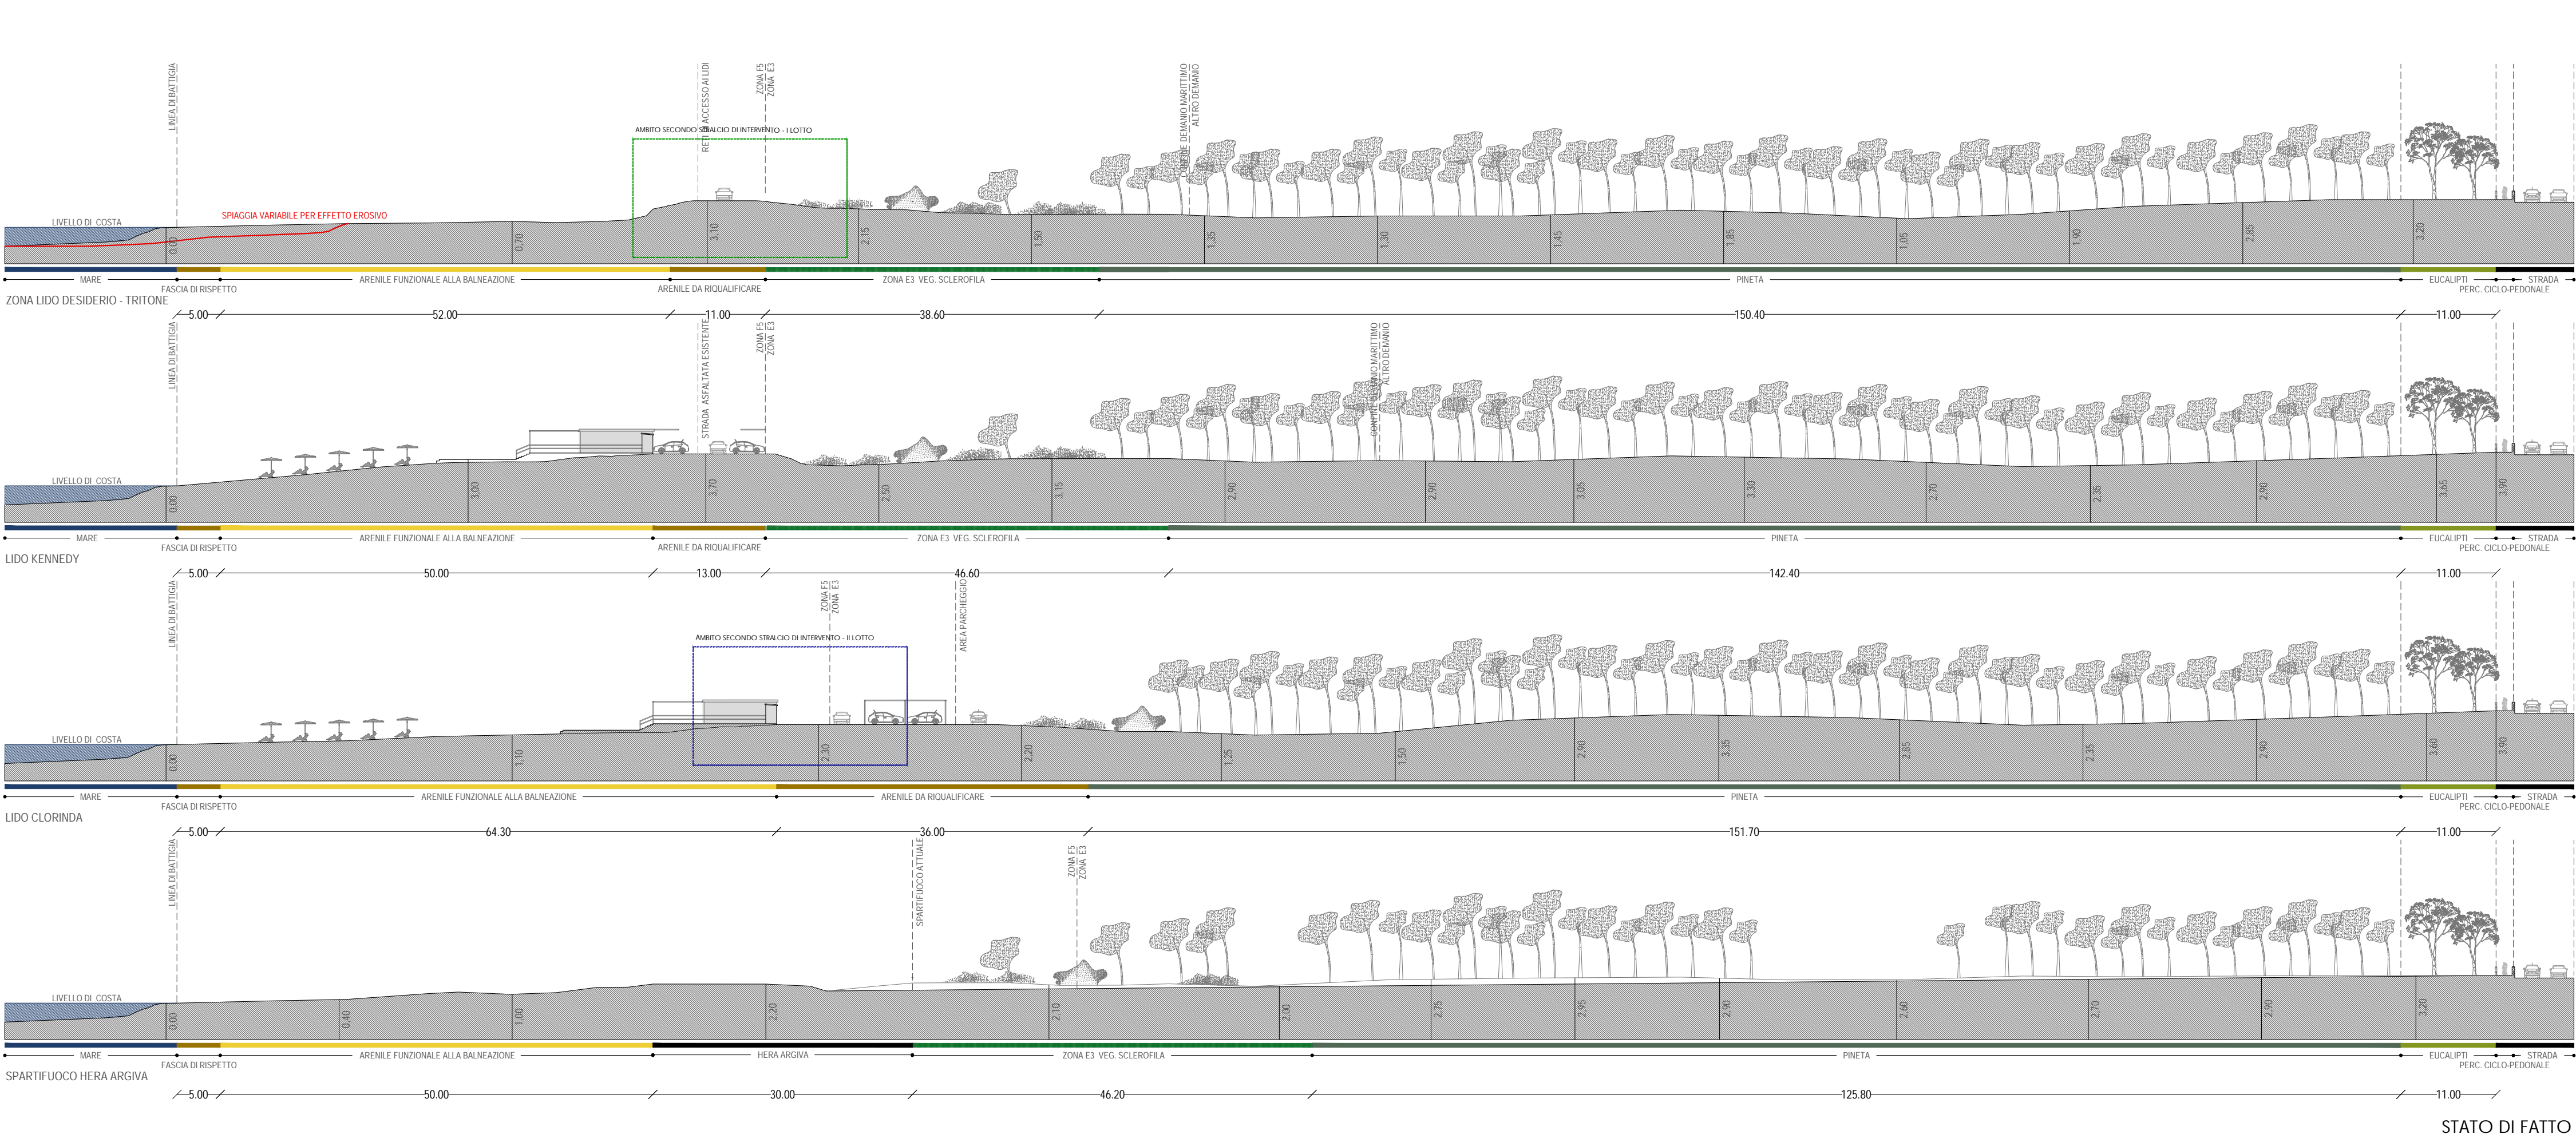 LINEA DI BATTIGIA
RETI DI ACCESSO AI LIDI
ZONA F5
ZONA E3
CONFINE DEMANIO MARITTIMO
ALTRO DEMANIO
AMBITO SECONDO STRALCIO DI INTERVENTO - I LOTTO
SPIAGGIA VARIABILE PER EFFETTO EROSIVO
LIVELLO DI COSTA
0,00
0,70
3,10
2,15
1,50
1,35
1,30
1,45
1,85
1,05
1,90
2,85
3,20
MARE
FASCIA DI RISPETTO
ARENILE FUNZIONALE ALLA BALNEAZIONE
ARENILE DA RIQUALIFICARE
ZONA E3 VEG. SCLEROFILA
PINETA
EUCALIPTI
STRADA
PERC. CICLO-PEDONALE
ZONA LIDO DESIDERIO - TRITONE
5.00
52.00
11.00
38.60
150.40
11.00
LINEA DI BATTIGIA
STRADA ASFALTATA ESISTENTE
ZONA F5
ZONA E3
CONFINE DEMANIO MARITTIMO
ALTRO DEMANIO
LIVELLO DI COSTA
0,00
3,00
3,70
2,50
3,15
2,90
2,90
3,05
3,30
2,70
2,35
2,90
3,65
3,90
MARE
FASCIA DI RISPETTO
ARENILE FUNZIONALE ALLA BALNEAZIONE
ARENILE DA RIQUALIFICARE
ZONA E3 VEG. SCLEROFILA
PINETA
EUCALIPTI
STRADA
PERC. CICLO-PEDONALE
LIDO KENNEDY
5.00
50.00
13.00
46.60
142.40
11.00
LINEA DI BATTIGIA
ZONA F5
ZONA E3
AREA PARCHEGGIO
AMBITO SECONDO STRALCIO DI INTERVENTO - II LOTTO
LIVELLO DI COSTA
0,00
1,10
2,30
2,20
1,25
1,50
2,90
3,35
2,85
2,35
2,90
3,60
3,90
MARE
FASCIA DI RISPETTO
ARENILE FUNZIONALE ALLA BALNEAZIONE
ARENILE DA RIQUALIFICARE
PINETA
EUCALIPTI
STRADA
PERC. CICLO-PEDONALE
LIDO CLORINDA
5.00
64.30
36.00
151.70
11.00
LINEA DI BATTIGIA
SPARTIFUOCO ATTUALE
ZONA F5
ZONA E3
LIVELLO DI COSTA
0,00
0,40
1,00
2,20
2,10
2,00
2,75
2,95
2,90
2,60
2,70
2,90
3,20
MARE
FASCIA DI RISPETTO
ARENILE FUNZIONALE ALLA BALNEAZIONE
HERA ARGIVA
ZONA E3 VEG. SCLEROFILA
PINETA
EUCALIPTI
STRADA
PERC. CICLO-PEDONALE
SPARTIFUOCO HERA ARGIVA
5.00
50.00
30.00
46.20
125.80
11.00
STATO DI FATTO